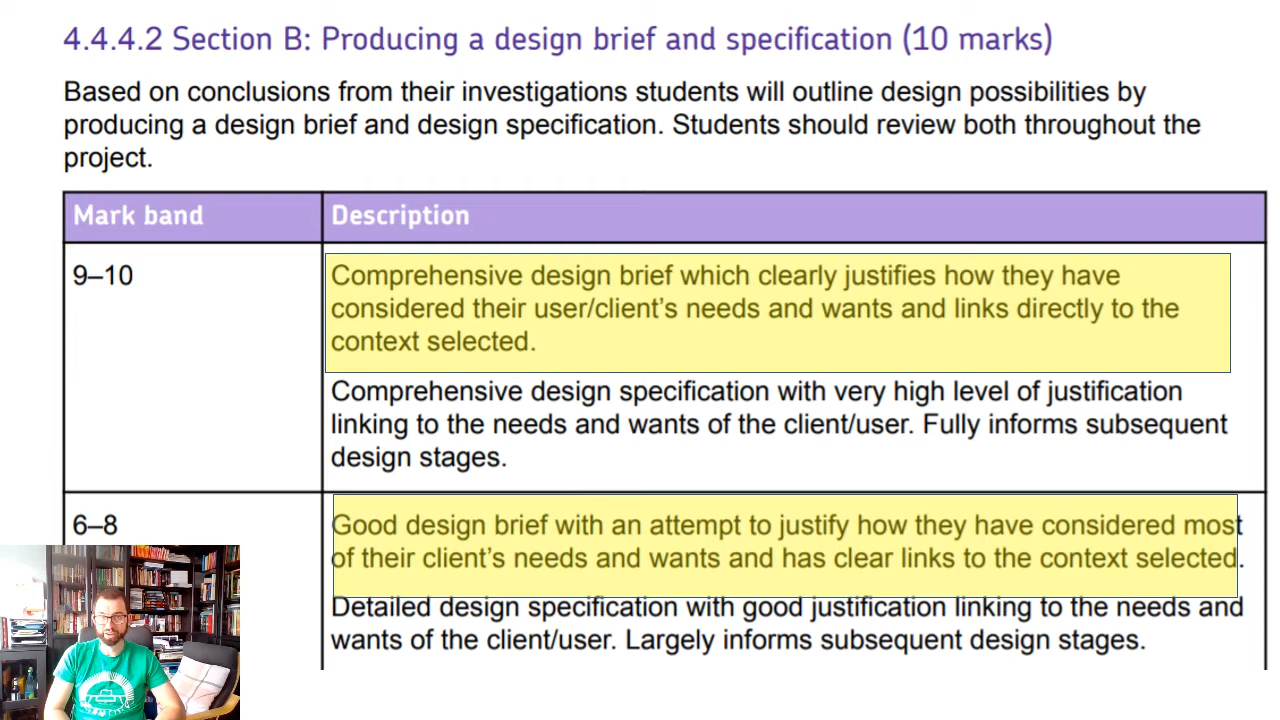 4.4.4.2 Section B: Producing a design brief and specification (10 marks)
Based on conclusions from their investigations students will outline design possibilities by
producing a design brief and design specification. Students should review both throughout the
project.
Mark band
Description
9–10
Comprehensive design brief which clearly justifies how they have
considered their user/client’s needs and wants and links directly to the
context selected.
Comprehensive design specification with very high level of justification
linking to the needs and wants of the client/user. Fully informs subsequent
design stages.
6–8
Good design brief with an attempt to justify how they have considered most
of their client’s needs and wants and has clear links to the context selected.
Detailed design specification with good justification linking to the needs and
wants of the client/user. Largely informs subsequent design stages.